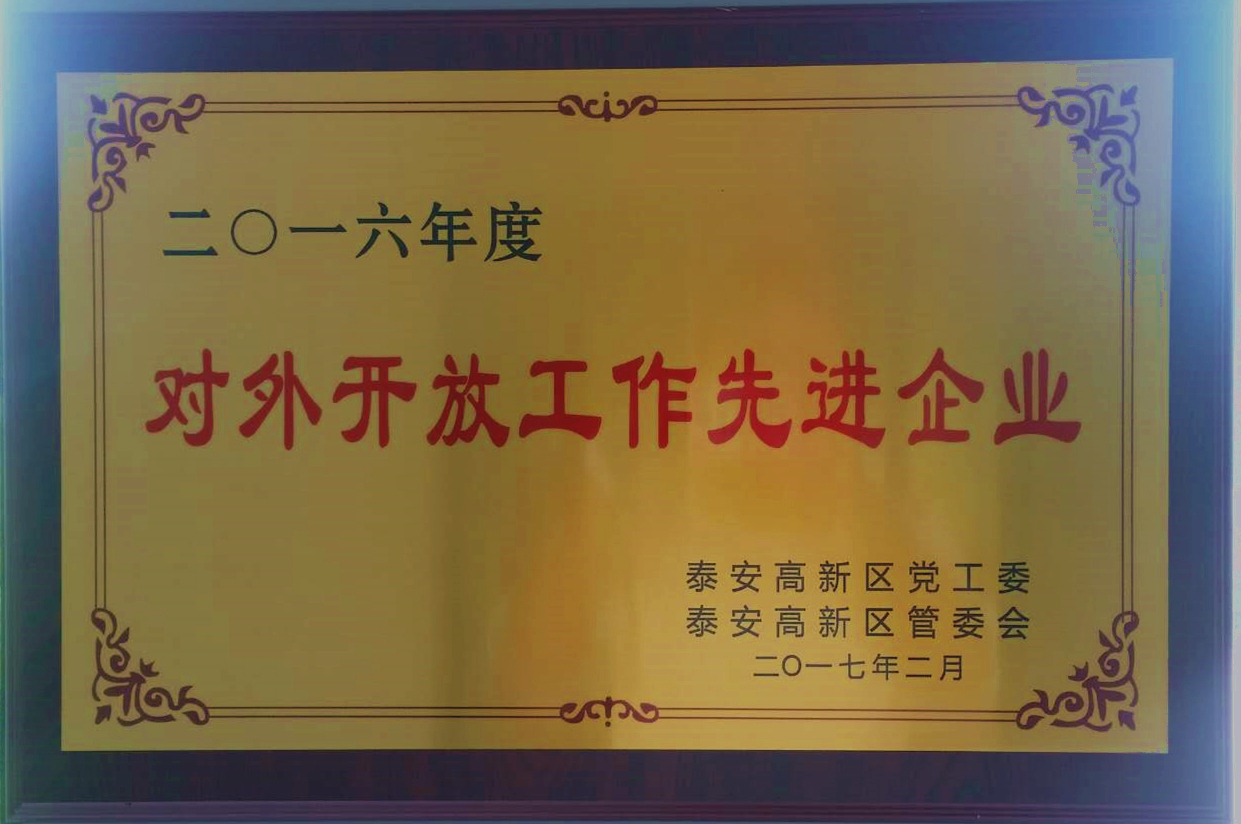 二〇一六年度
对外开放工作先进企业
泰安高新区党工委
泰安高新区管委会
二〇一七年二月